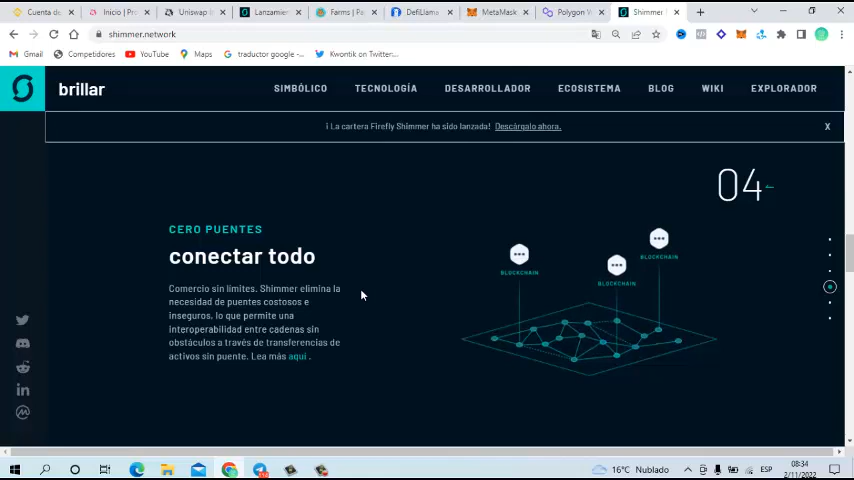 Cuenta de
Inicio | Pro
Uniswap I
Lanzamien
Farms | Pa
DefiLlama
MetaMask
Polygon W
Shimmer
shimmer.network
Gmail
Competidores
YouTube
Maps
traductor google -...
Kwontik on Twitter:...
brillar
SIMBÓLICO
TECNOLOGÍA
DESARROLLADOR
ECOSISTEMA
BLOG
WIKI
EXPLORADOR
¡ La cartera Firefly Shimmer ha sido lanzada! Descárgalo ahora.
X
04
CERO PUENTES
conectar todo
Comercio sin límites. Shimmer elimina la
necesidad de puentes costosos e
inseguros, lo que permite una
interoperabilidad entre cadenas sin
obstáculos a través de transferencias de
activos sin puente. Lea más aquí .
BLOCKCHAIN
BLOCKCHAIN
BLOCKCHAIN
16°C Nublado
ESP
08:34
2/11/2022